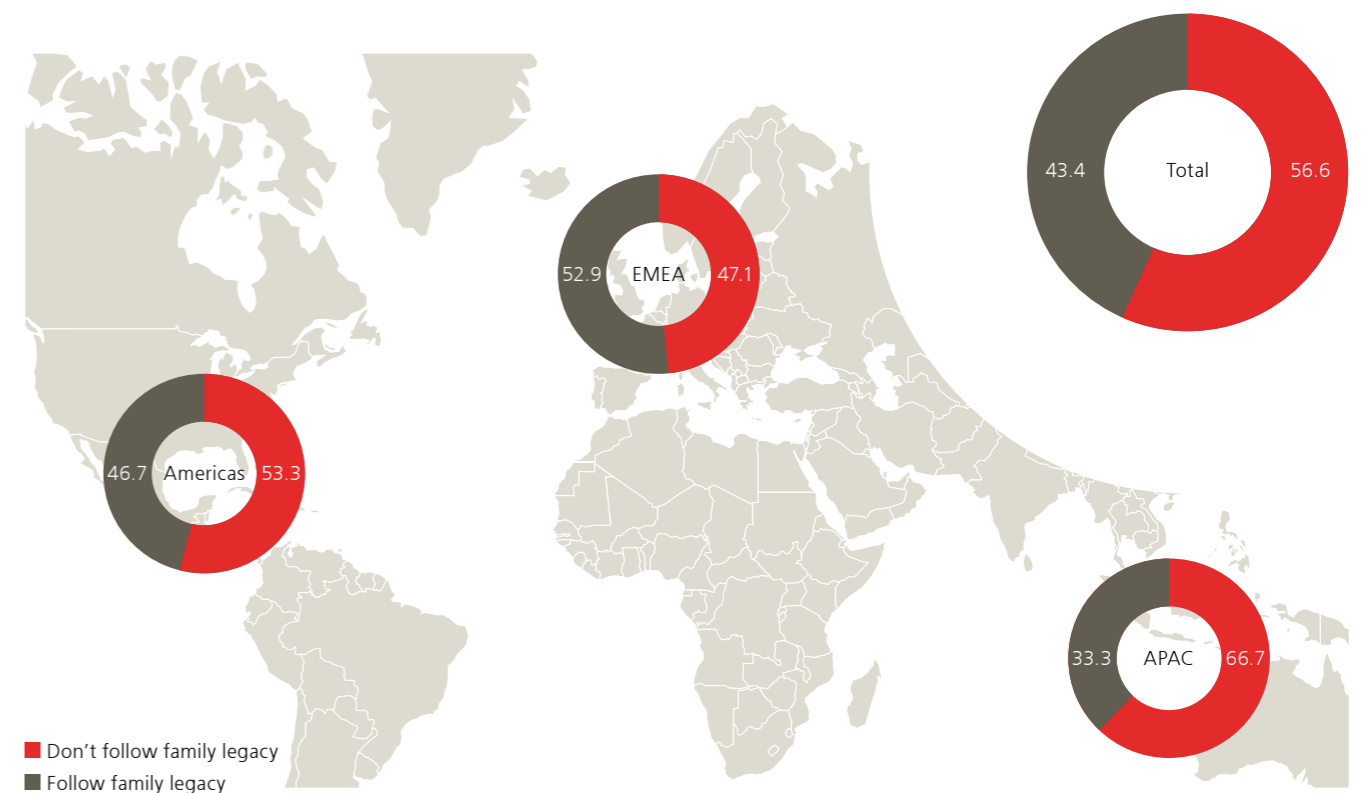 43.4 Total 56.6
52.9 EMEA 47.1
46.7 Americas 53.3
33.3 APAC 66.7
Don’t follow family legacy
Follow family legacy